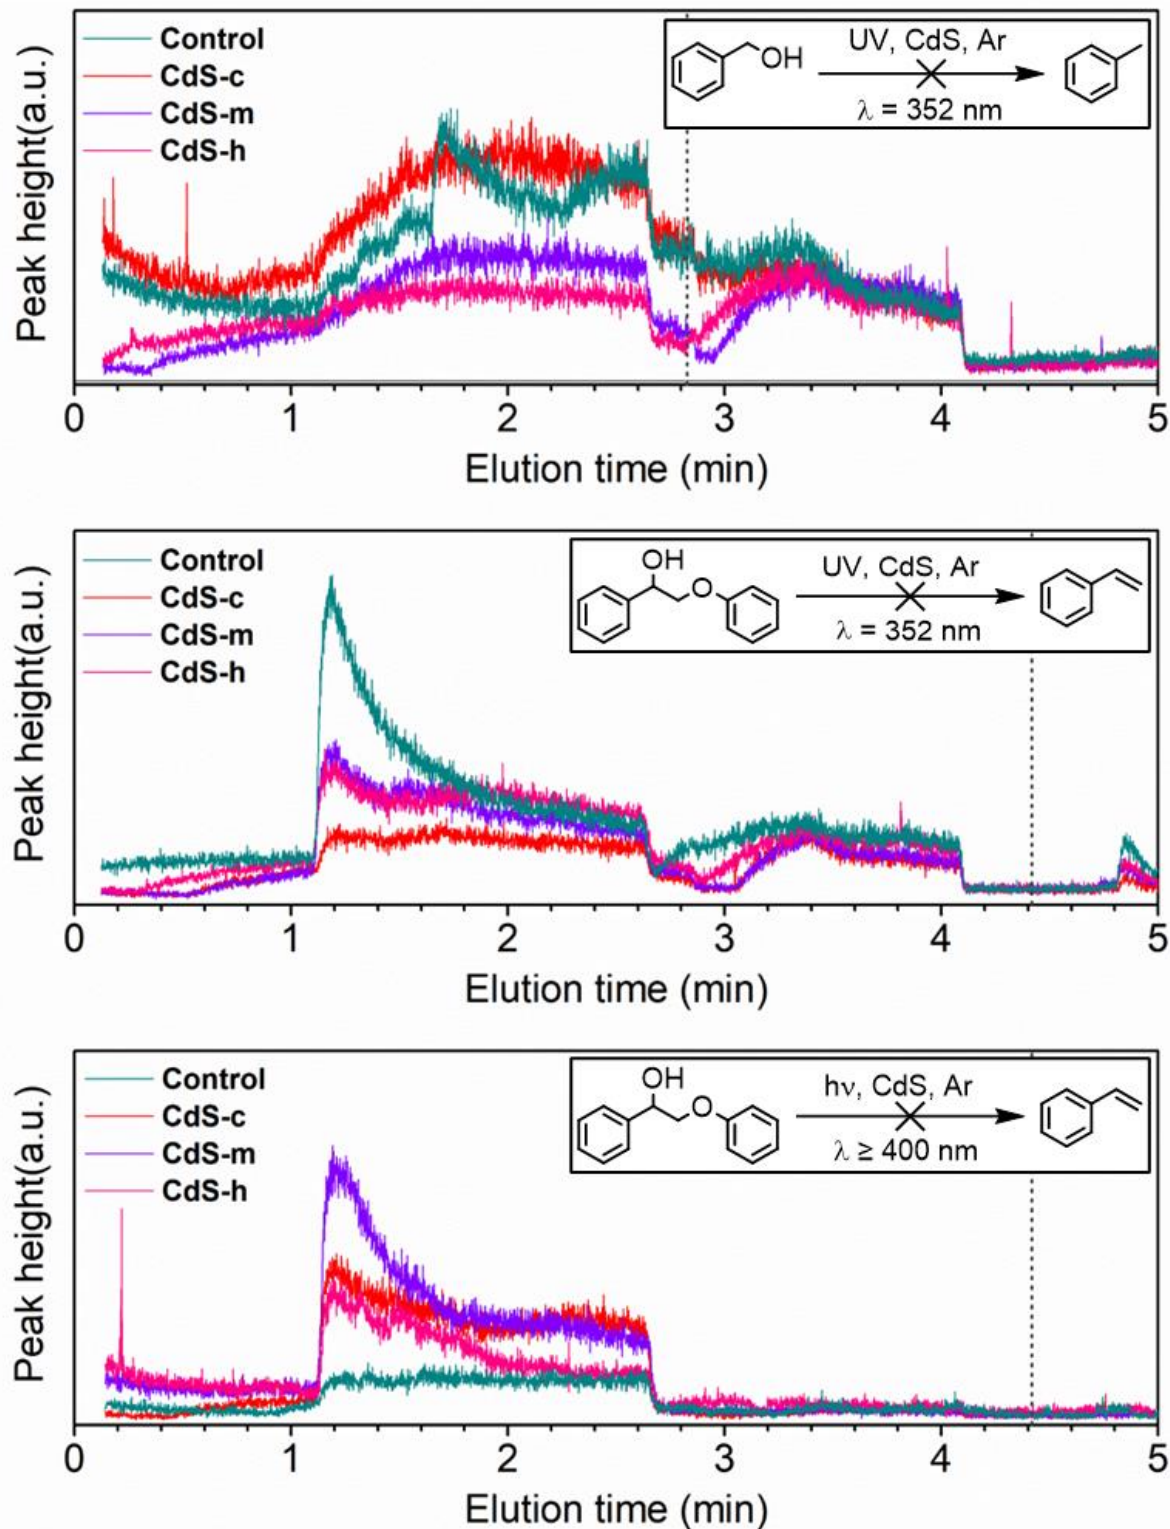 Control
CdS-c
CdS-m
CdS-h
OH
UV, CdS, Ar
λ = 352 nm
Peak height(a.u.)
0 1 2 3 4 5
Elution time (min)
Control
CdS-c
CdS-m
CdS-h
OH
O
UV, CdS, Ar
λ = 352 nm
Peak height(a.u.)
0 1 2 3 4 5
Elution time (min)
Control
CdS-c
CdS-m
CdS-h
OH
O
hν, CdS, Ar
λ ≥ 400 nm
Peak height(a.u.)
0 1 2 3 4 5
Elution time (min)